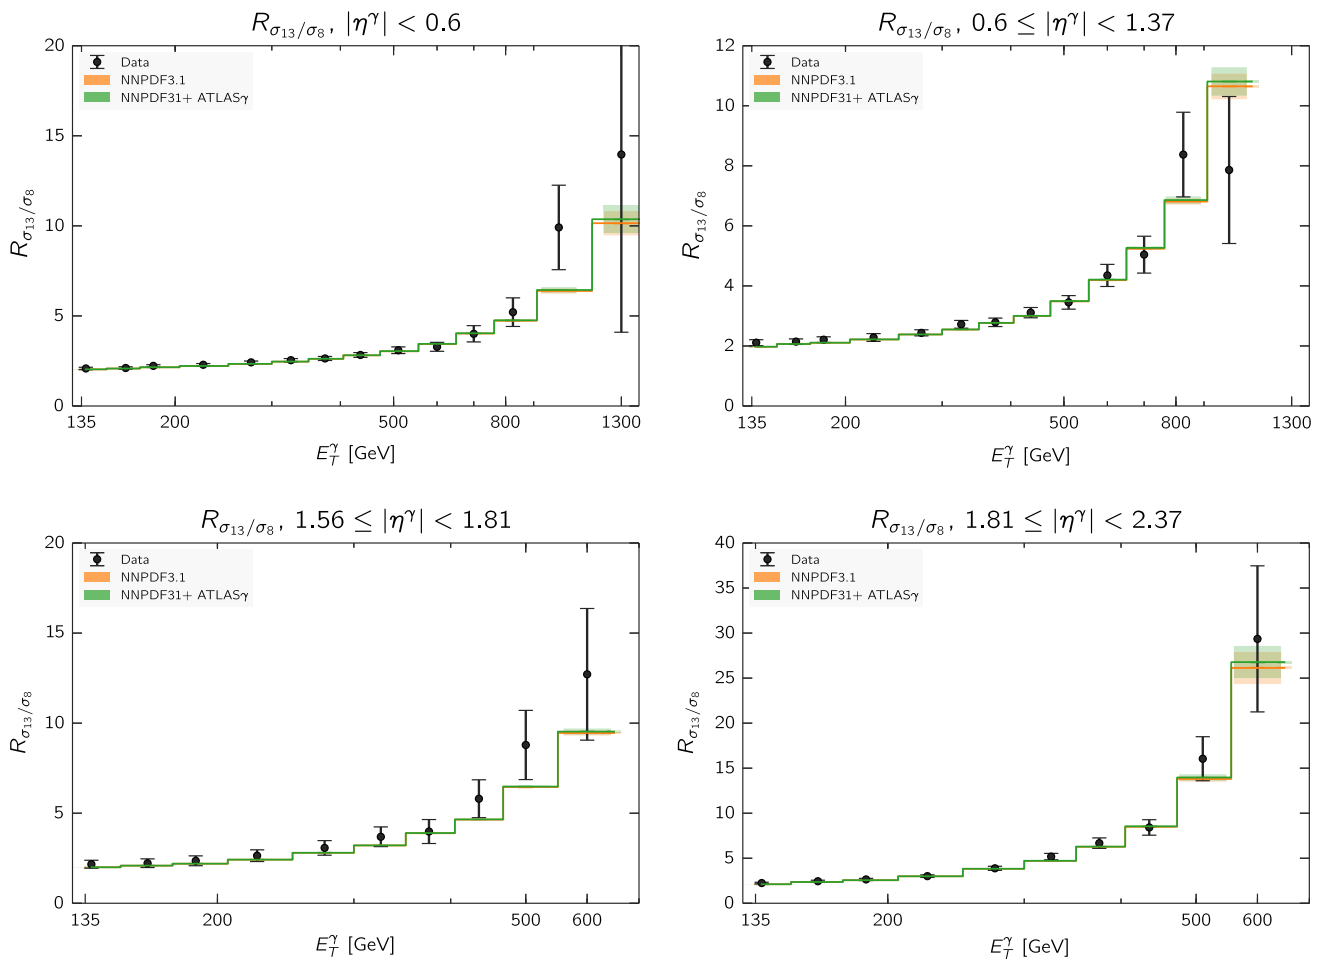 R_{σ13/σ8}, |η^γ| < 0.6
20
15
10
5
0
R_{σ13/σ8}
Data
NNPDF3.1
NNPDF31+ ATLASγ
135 200 500 800 1300
E_T^γ [GeV]
R_{σ13/σ8}, 0.6 ≤ |η^γ| < 1.37
12
10
8
6
4
2
0
R_{σ13/σ8}
Data
NNPDF3.1
NNPDF31+ ATLASγ
135 200 500 800 1300
E_T^γ [GeV]
R_{σ13/σ8}, 1.56 ≤ |η^γ| < 1.81
20
15
10
5
0
R_{σ13/σ8}
Data
NNPDF3.1
NNPDF31+ ATLASγ
135 200 500 600
E_T^γ [GeV]
R_{σ13/σ8}, 1.81 ≤ |η^γ| < 2.37
40
35
30
25
20
15
10
5
0
R_{σ13/σ8}
Data
NNPDF3.1
NNPDF31+ ATLASγ
135 200 500 600
E_T^γ [GeV]